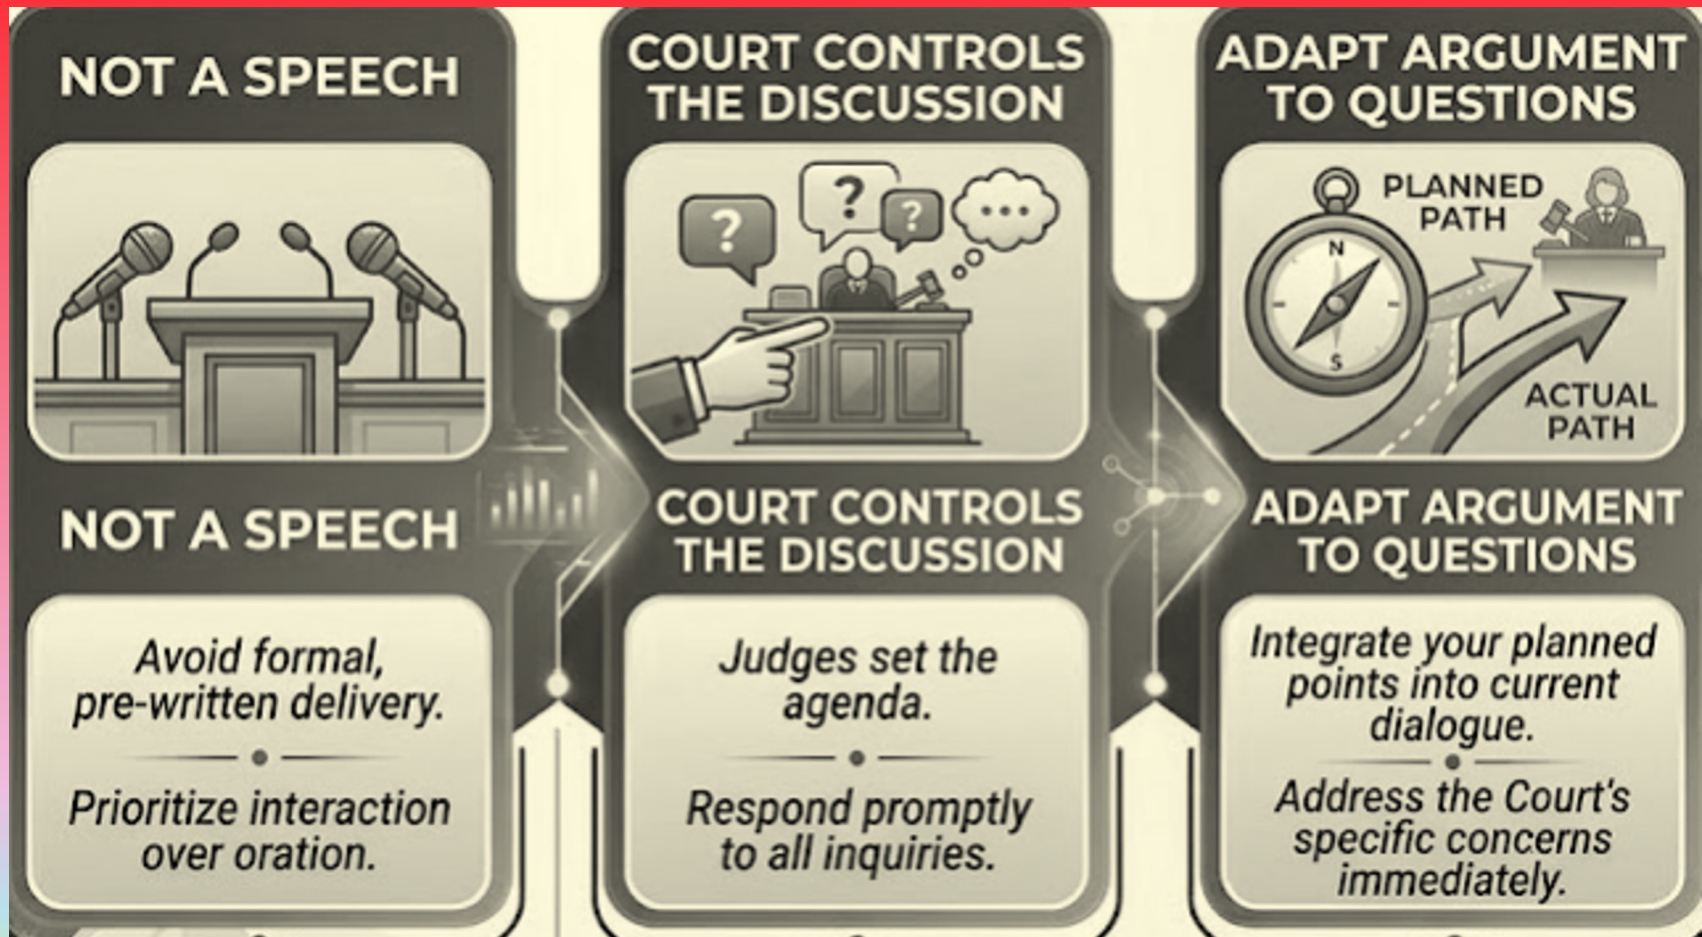 NOT A SPEECH
NOT A SPEECH
Avoid formal,
pre-written delivery.
Prioritize interaction
over oration.
COURT CONTROLS
THE DISCUSSION
?
?
?
...
COURT CONTROLS
THE DISCUSSION
Judges set the
agenda.
Respond promptly
to all inquiries.
ADAPT ARGUMENT
TO QUESTIONS
PLANNED
PATH
N
S
ACTUAL
PATH
ADAPT ARGUMENT
TO QUESTIONS
Integrate your planned
points into current
dialogue.
Address the Court's
specific concerns
immediately.